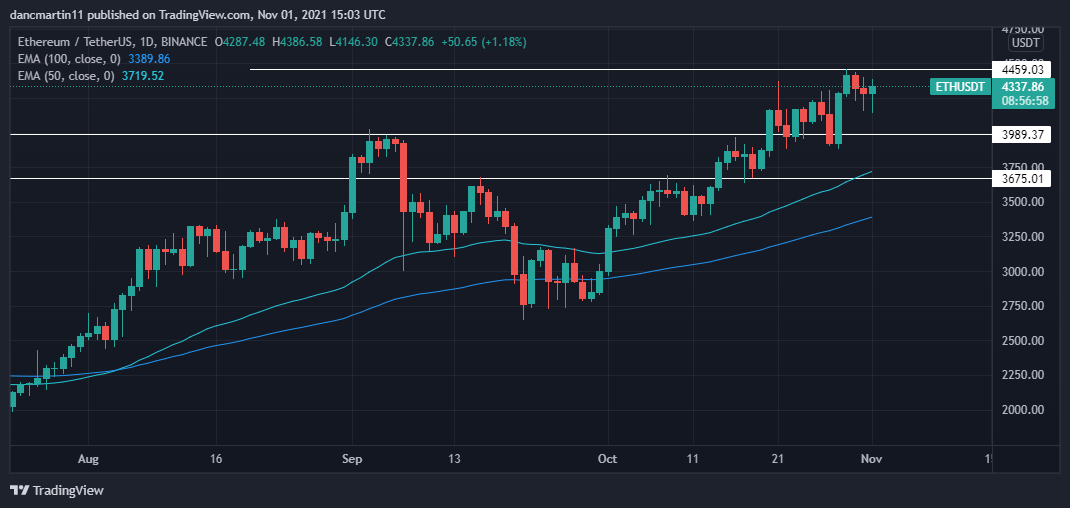 dancmartin11 published on TradingView.com, Nov 01, 2021 15:03 UTC
Ethereum / TetherUS, 1D, BINANCE O4287.48 H4386.58 L4146.30 C4337.86 +50.65 (+1.18%)
EMA (100, close, 0) 3389.86
EMA (50, close, 0) 3719.52
4750.00
USDT
4459.03
ETHUSDT 4337.86
08:56:58
3989.37
3750.00
3675.01
3500.00
3250.00
3000.00
2750.00
2500.00
2250.00
2000.00
Aug 16 Sep 13 Oct 11 21 Nov
TradingView